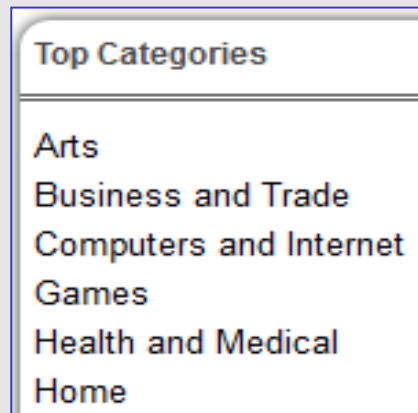 Top Categories
Arts
Business and Trade
Computers and Internet
Games
Health and Medical
Home